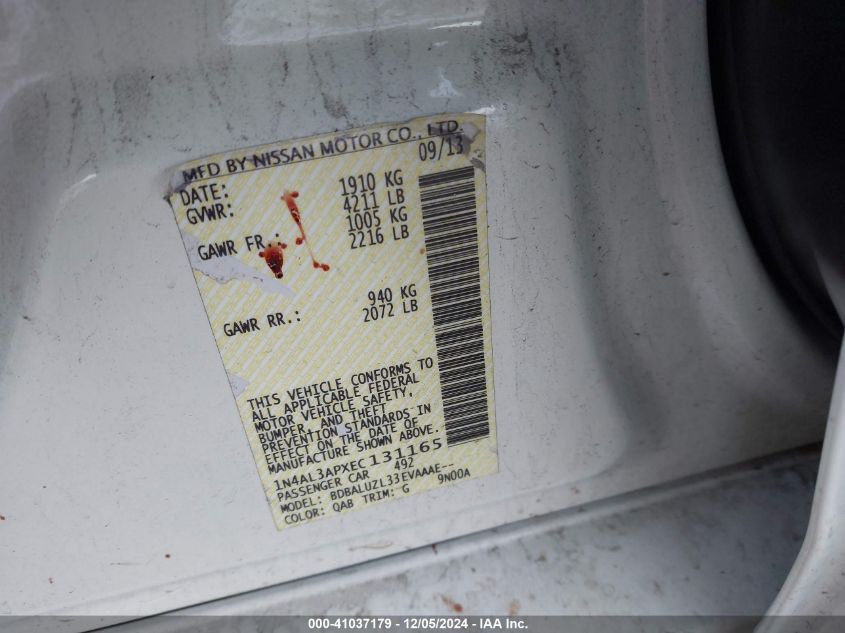 MFD BY NISSAN MOTOR CO., LTD.
DATE: 09/13
GVWR: 1910 KG
4211 LB
GAWR FR.: 1005 KG
2216 LB
GAWR RR.: 940 KG
2072 LB
THIS VEHICLE CONFORMS TO
ALL APPLICABLE FEDERAL
MOTOR VEHICLE SAFETY,
BUMPER, AND THEFT
PREVENTION STANDARDS IN
EFFECT ON THE DATE OF
MANUFACTURE SHOWN ABOVE.
1N4AL3APXEC131165
PASSENGER CAR 492
MODEL: BDBALUZL33EVAAAE--
COLOR: QAB TRIM: G 9N00A
000-41037179 - 12/05/2024 - IAA Inc.